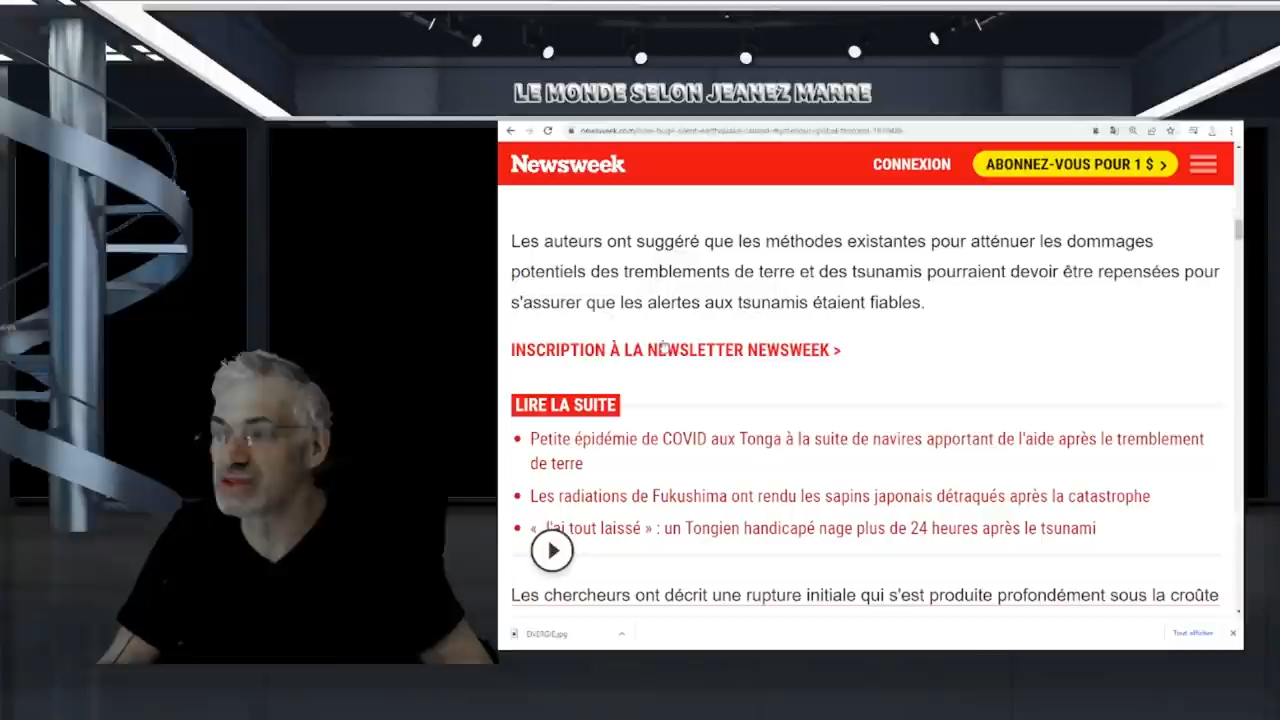 LE MONDE SELON JEANEZ MARRE
Newsweek
CONNEXION
ABONNEZ-VOUS POUR 1 $ >
Les auteurs ont suggéré que les méthodes existantes pour atténuer les dommages
potentiels des tremblements de terre et des tsunamis pourraient devoir être repensées pour
s'assurer que les alertes aux tsunamis étaient fiables.
INSCRIPTION À LA NEWSLETTER NEWSWEEK >
LIRE LA SUITE
Petite épidémie de COVID aux Tonga à la suite de navires apportant de l'aide après le tremblement
de terre
Les radiations de Fukushima ont rendu les sapins japonais détraqués après la catastrophe
« J'ai tout laissé » : un Tongien handicapé nage plus de 24 heures après le tsunami
Les chercheurs ont décrit une rupture initiale qui s'est produite profondément sous la croûte
Tout afficher